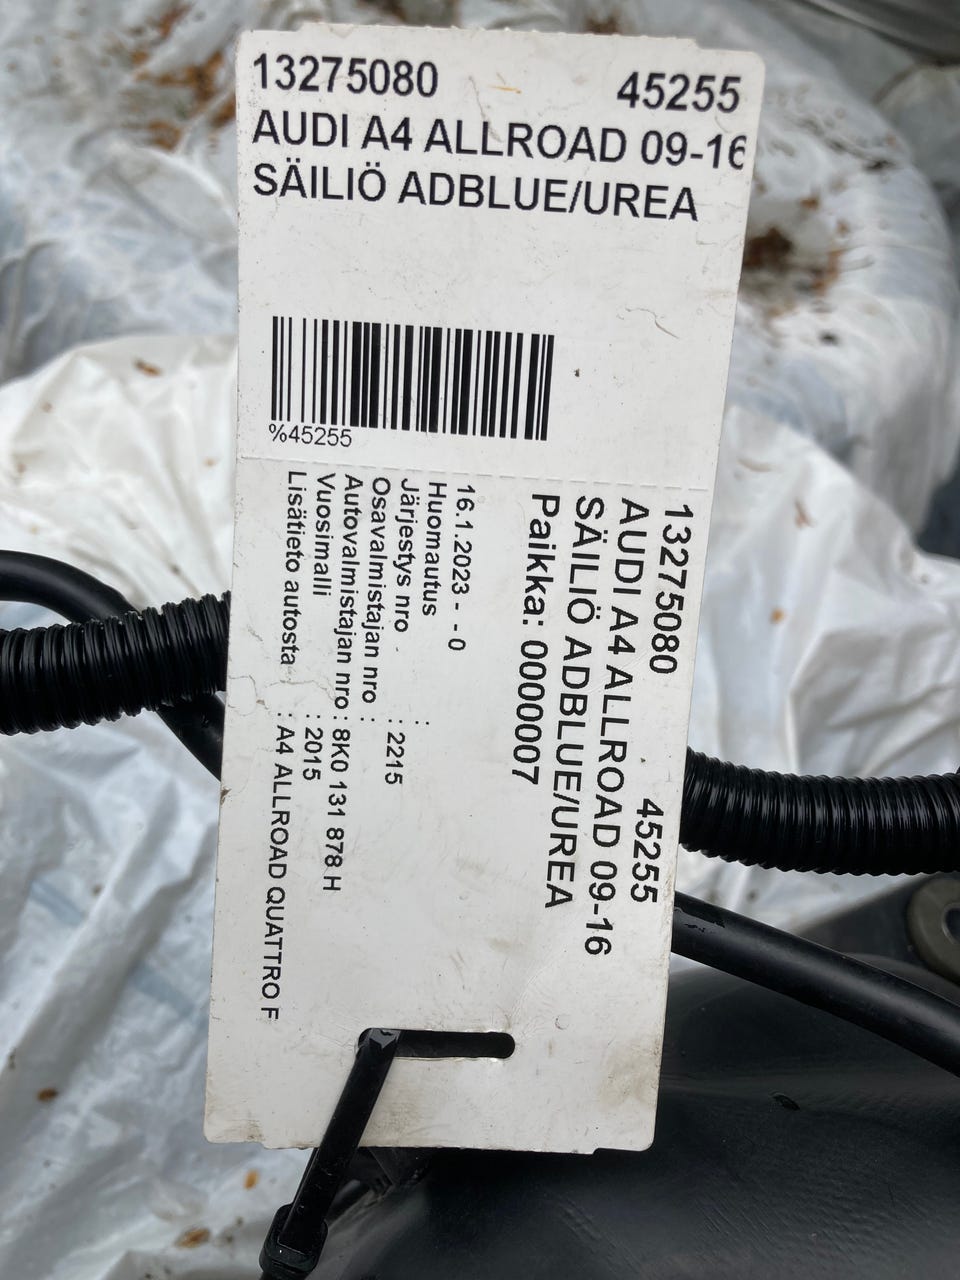 13275080 45255
AUDI A4 ALLROAD 09-16
SÄILIÖ ADBLUE/UREA
%45255
13275080 45255
AUDI A4 ALLROAD 09-16
SÄILIÖ ADBLUE/UREA
Paikka: 0000007
16.1.2023 - - 0
Huomautus :
Järjestys nro : 2215
Osavalmistajan nro :
Autovalmistajan nro : 8K0 131 878 H
Vuosimalli : 2015
Lisätieto autosta : A4 ALLROAD QUATTRO F